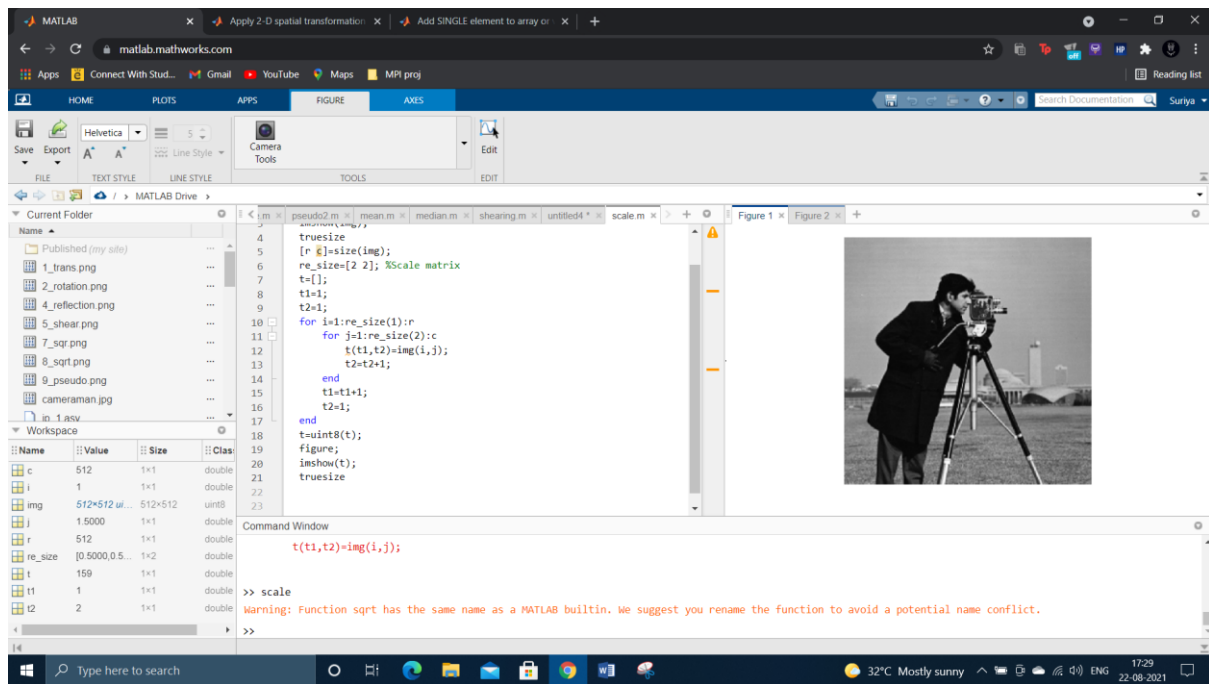 MATLAB
Apply 2-D spatial transformation
Add SINGLE element to array or
matlab.mathworks.com
Apps Connect With Stud... Gmail YouTube Maps MPI proj Reading list
HOME PLOTS APPS FIGURE AXES Search Documentation Suriya
Save Export Helvetica 5 Camera Tools Edit
A A Line Style
FILE TEXT STYLE LINE STYLE TOOLS EDIT
/ › MATLAB Drive ›
Current Folder
Name
Published (my site)
1_trans.png
2_rotation.png
4_reflection.png
5_shear.png
7_sqr.png
8_sqrt.png
9_pseudo.png
cameraman.jpg
ip_1.asv
Workspace
Name Value Size Clas
c 512 1×1 double
i 1 1×1 double
img 512×512 ui... 512×512 uint8
j 1.5000 1×1 double
r 512 1×1 double
re_size [0.5000,0.5... 1×2 double
t 159 1×1 double
t1 1 1×1 double
t2 2 1×1 double
.m pseudo2.m mean.m median.m shearing.m untitled4 * scale.m
3 imshow(img);
4 truesize
5 [r c]=size(img);
6 re_size=[2 2]; %Scale matrix
7 t=[];
8 t1=1;
9 t2=1;
10 for i=1:re_size(1):r
11 for j=1:re_size(2):c
12 t(t1,t2)=img(i,j);
13 t2=t2+1;
14 end
15 t1=t1+1;
16 t2=1;
17 end
18 t=uint8(t);
19 figure;
20 imshow(t);
21 truesize
22
23
Figure 1 Figure 2
Command Window
t(t1,t2)=img(i,j);
>> scale
Warning: Function sqrt has the same name as a MATLAB builtin. We suggest you rename the function to avoid a potential name conflict.
>>
Type here to search
32°C Mostly sunny ENG 17:29
22-08-2021